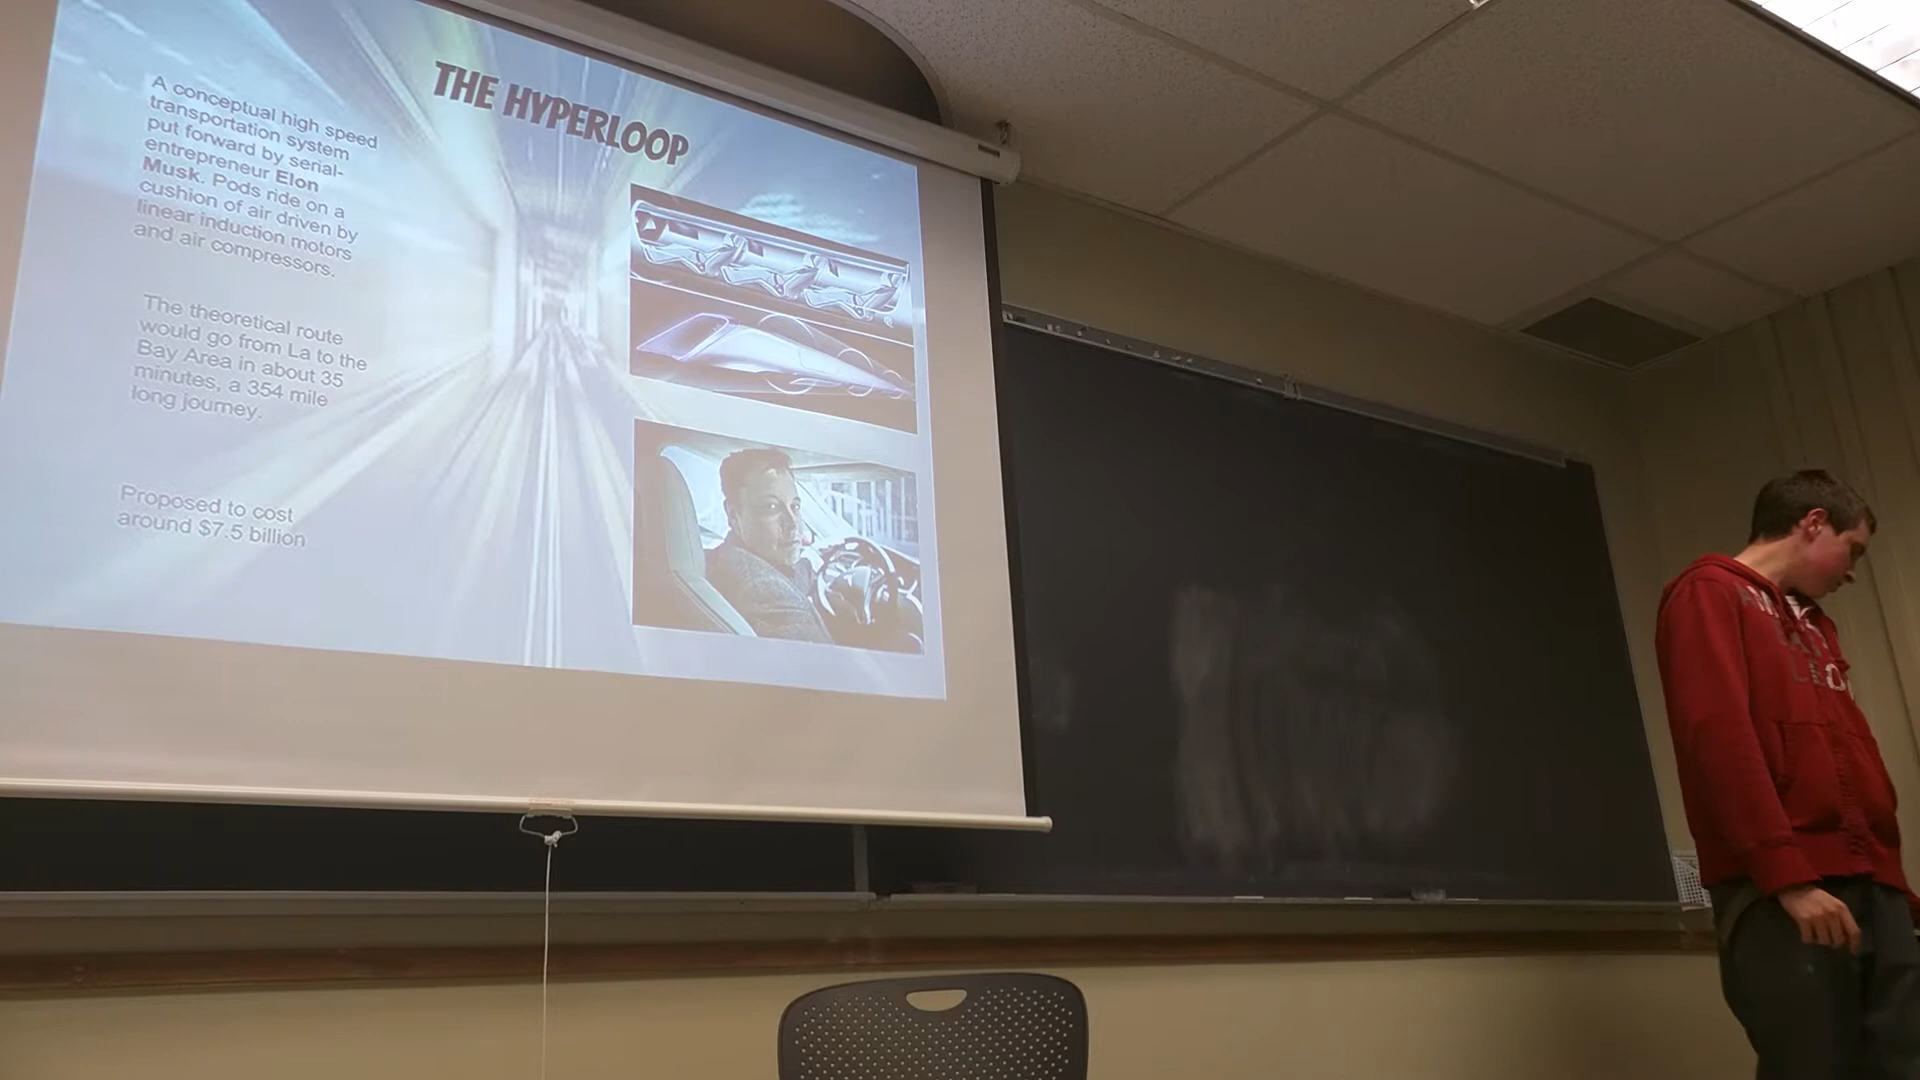 THE HYPERLOOP
A conceptual high speed
transportation system
put forward by serial-
entrepreneur Elon
Musk. Pods ride on a
cushion of air driven by
linear induction motors
and air compressors.
The theoretical route
would go from La to the
Bay Area in about 35
minutes, a 354 mile
long journey.
Proposed to cost
around $7.5 billion